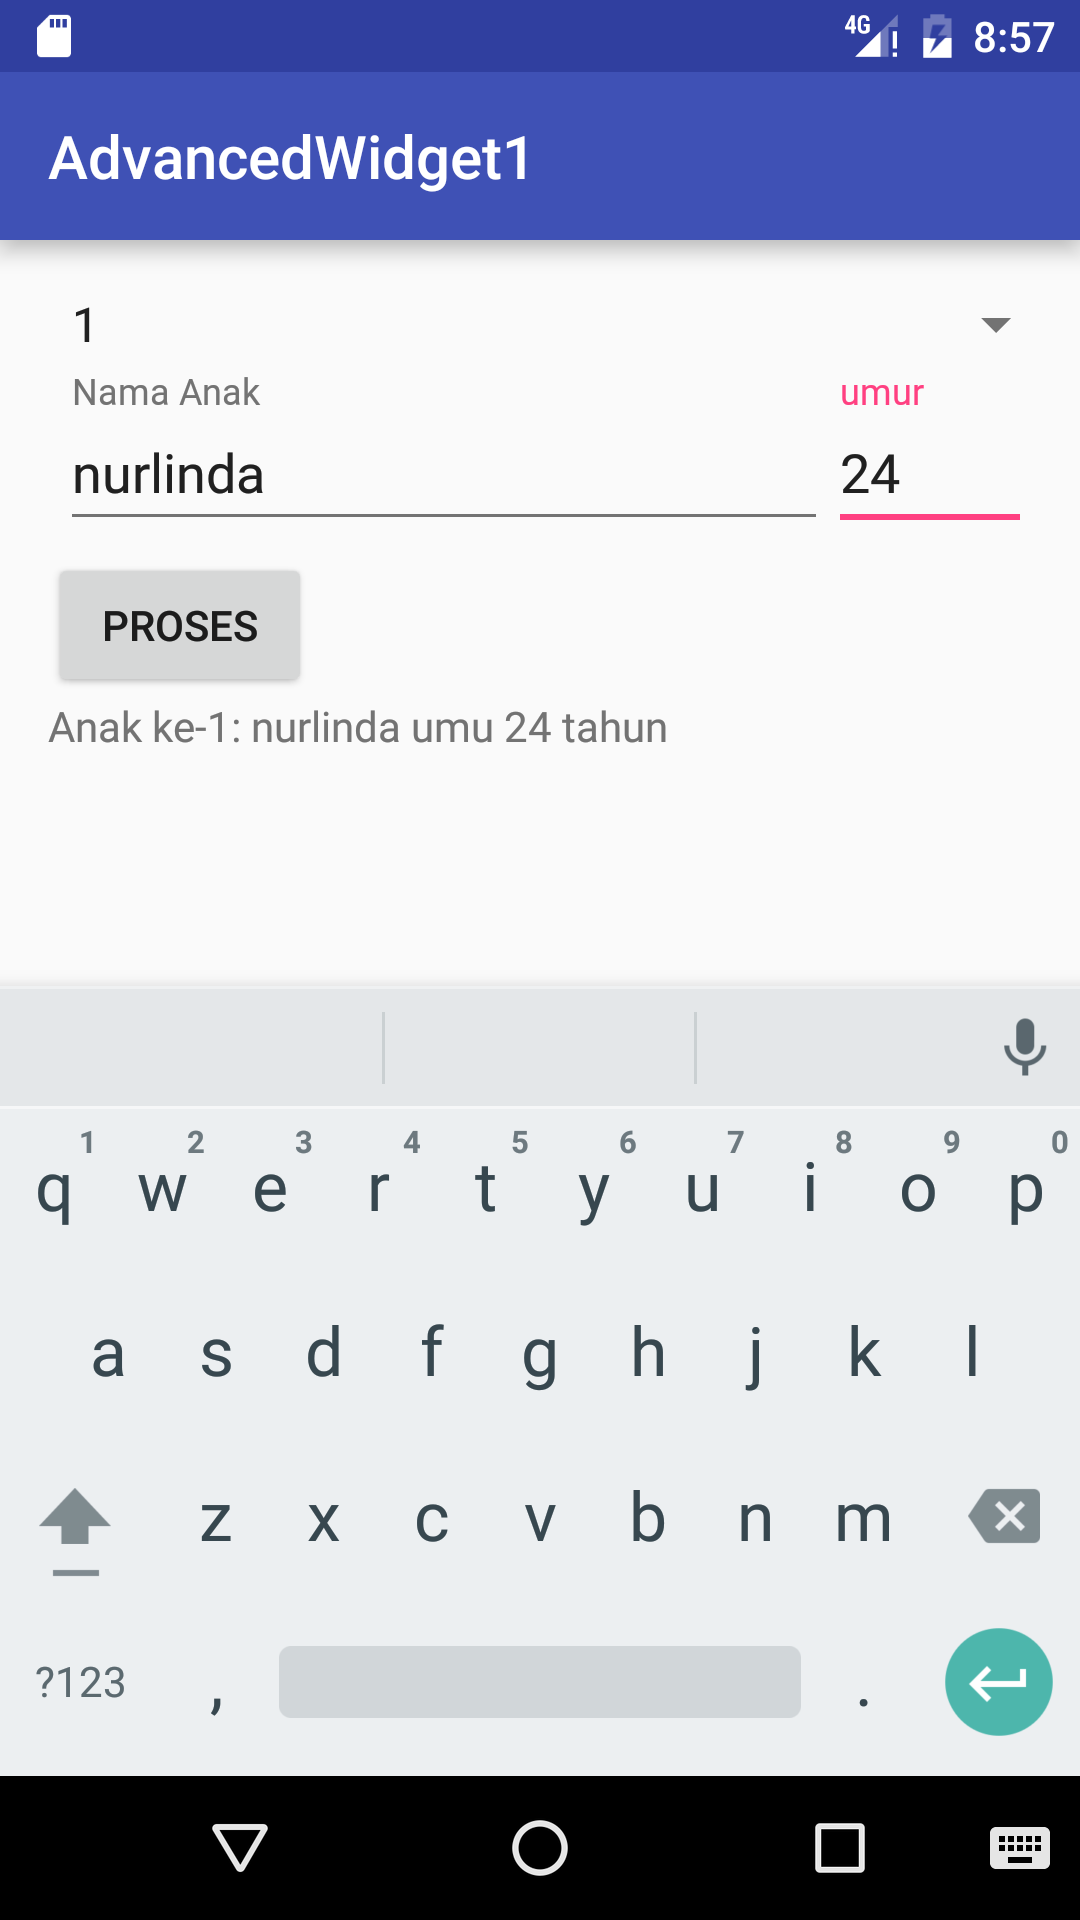 4G 8:57
AdvancedWidget1
1
Nama Anak umur
nurlinda 24
PROSES
Anak ke-1: nurlinda umu 24 tahun
1 2 3 4 5 6 7 8 9 0
q w e r t y u i o p
a s d f g h j k l
z x c v b n m
?123 , .